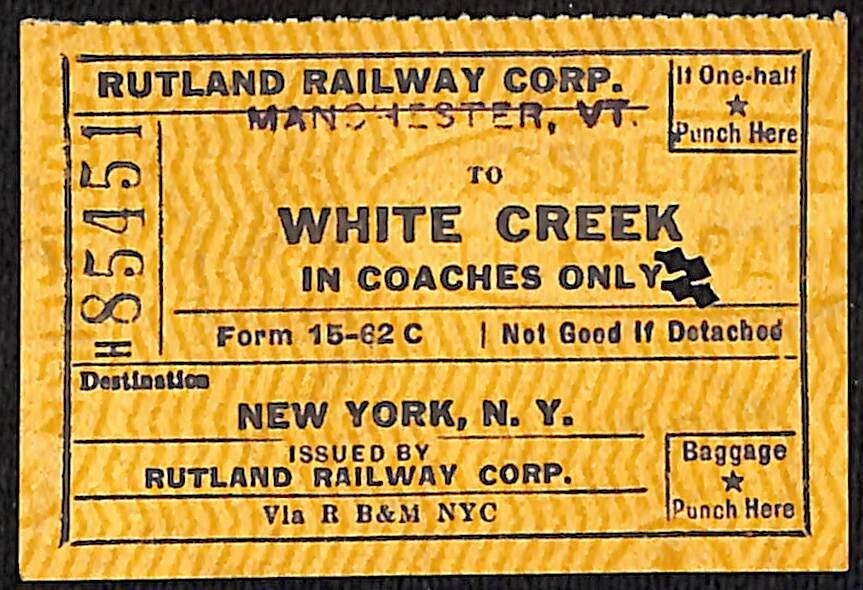 RUTLAND RAILWAY CORP.
MANCHESTER, VT.
If One-half
★
Punch Here
TO
WHITE CREEK
IN COACHES ONLY
H 85451
Form 15-62 C | Not Good If Detached
Destination
NEW YORK, N. Y.
ISSUED BY
RUTLAND RAILWAY CORP.
Via R B&M NYC
Baggage
★
Punch Here